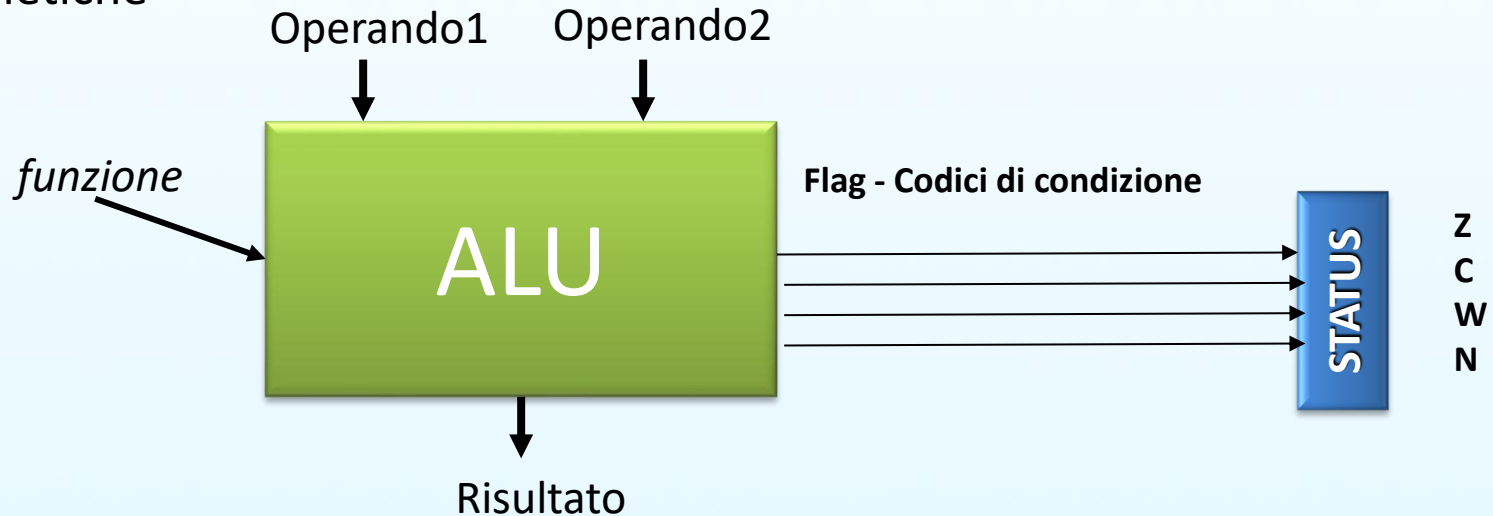 Operando1 Operando2
funzione
ALU
Flag - Codici di condizione
STATUS
Z
C
W
N
Risultato